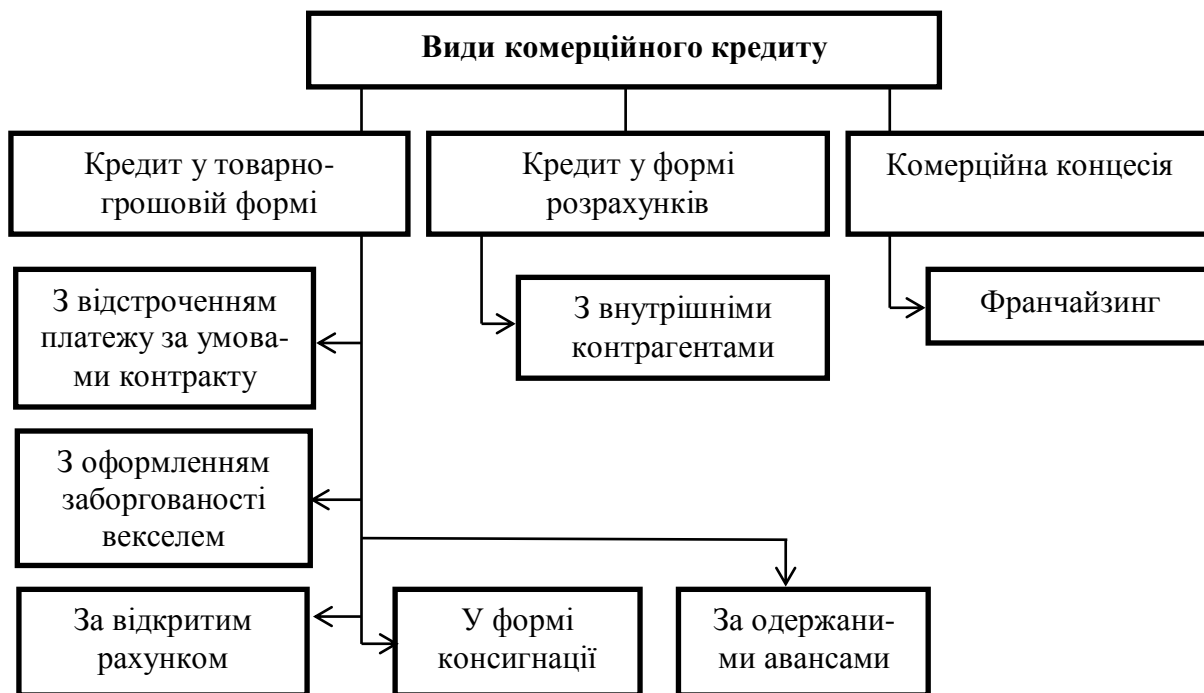 Види комерційного кредиту
Кредит у товарно-
грошовій формі
Кредит у формі
розрахунків
Комерційна концесія
З відстроченням
платежу за умова-
ми контракту
З внутрішніми
контрагентами
Франчайзинг
З оформленням
заборгованості
векселем
За відкритим
рахунком
У формі
консигнації
За одержани-
ми авансами